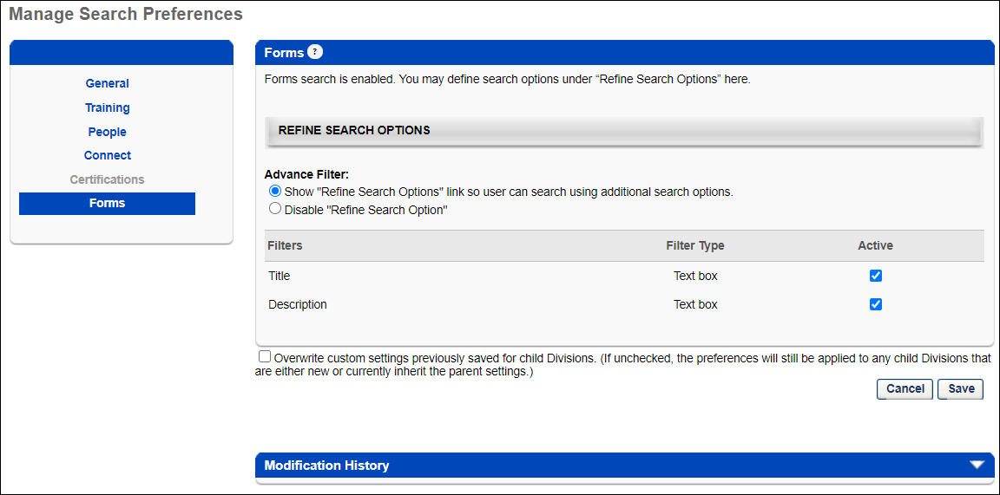 Manage Search Preferences
General
Training
People
Connect
Certifications
Forms
Forms ?
Forms search is enabled. You may define search options under “Refine Search Options” here.
REFINE SEARCH OPTIONS
Advance Filter:
Show "Refine Search Options" link so user can search using additional search options.
Disable "Refine Search Option"
Filters Filter Type Active
Title Text box
Description Text box
Overwrite custom settings previously saved for child Divisions. (If unchecked, the preferences will still be applied to any child Divisions that
are either new or currently inherit the parent settings.)
Cancel Save
Modification History